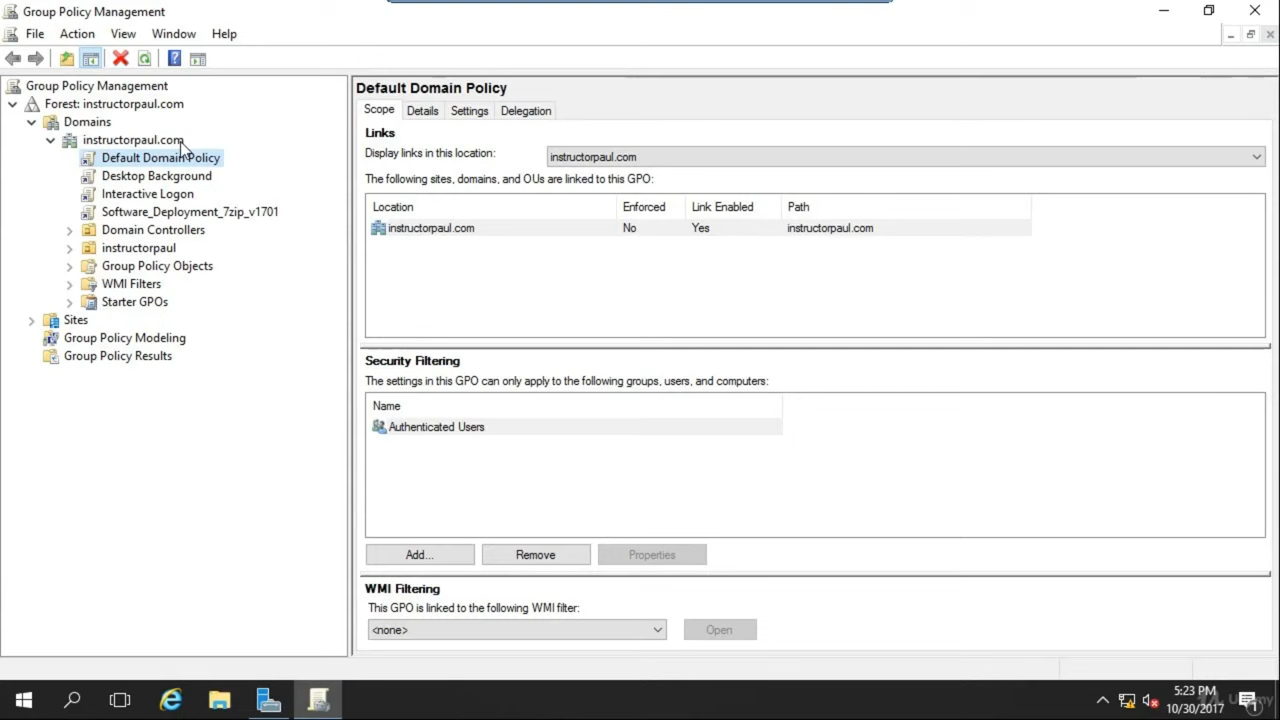 Group Policy Management
File Action View Window Help
Group Policy Management
Forest: instructorpaul.com
Domains
instructorpaul.com
Default Domain Policy
Desktop Background
Interactive Logon
Software_Deployment_7zip_v1701
Domain Controllers
instructorpaul
Group Policy Objects
WMI Filters
Starter GPOs
Sites
Group Policy Modeling
Group Policy Results
Default Domain Policy
Scope Details Settings Delegation
Links
Display links in this location: instructorpaul.com
The following sites, domains, and OUs are linked to this GPO:
Location Enforced Link Enabled Path
instructorpaul.com No Yes instructorpaul.com
Security Filtering
The settings in this GPO can only apply to the following groups, users, and computers:
Name
Authenticated Users
Add... Remove Properties
WMI Filtering
This GPO is linked to the following WMI filter:
<none> Open
5:23 PM
10/30/2017
1
Udemy